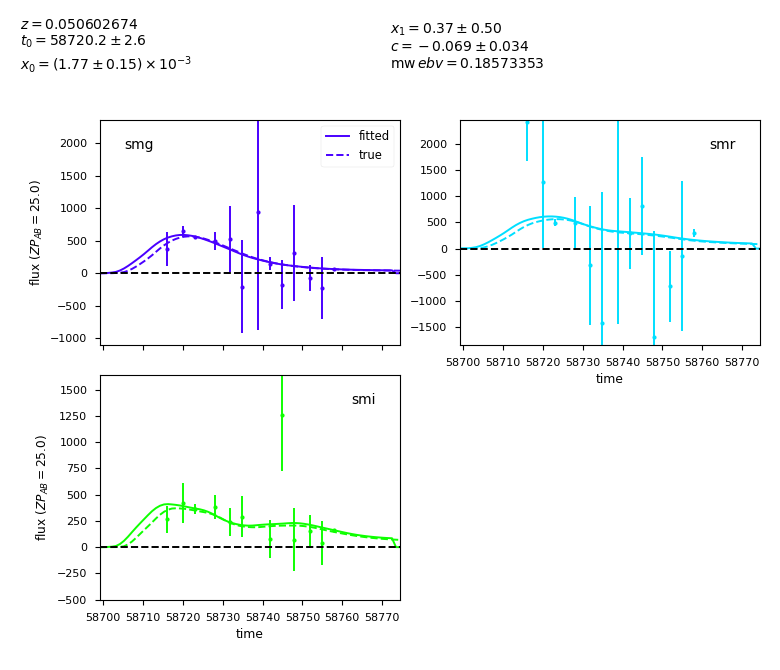 z = 0.050602674
t₀ = 58720.2 ± 2.6
x₀ = (1.77 ± 0.15) × 10⁻³
x₁ = 0.37 ± 0.50
c = −0.069 ± 0.034
mw ebv = 0.18573353
smg
fitted
true
flux (ZP_AB = 25.0)
2000
1500
1000
500
0
−500
−1000
smr
2000
1500
1000
500
0
−500
−1000
−1500
58700 58710 58720 58730 58740 58750 58760 58770
time
smi
flux (ZP_AB = 25.0)
1500
1250
1000
750
500
250
0
−250
−500
58700 58710 58720 58730 58740 58750 58760 58770
time